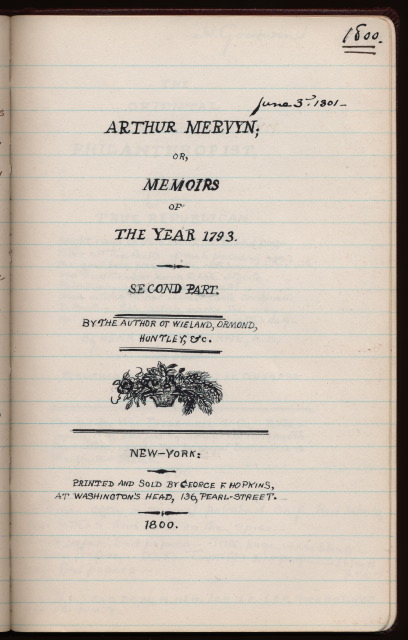 1800.
June 3rd 1801-
ARTHUR MERVYN;
OR,
MEMOIRS
OF
THE YEAR 1793.
SECOND PART.
BY THE AUTHOR OF WIELAND, ORMOND,
HUNTLEY, &C.
NEW-YORK:
PRINTED AND SOLD BY GEORGE F. HOPKINS,
AT WASHINGTON'S HEAD, 136, PEARL-STREET.
1800.